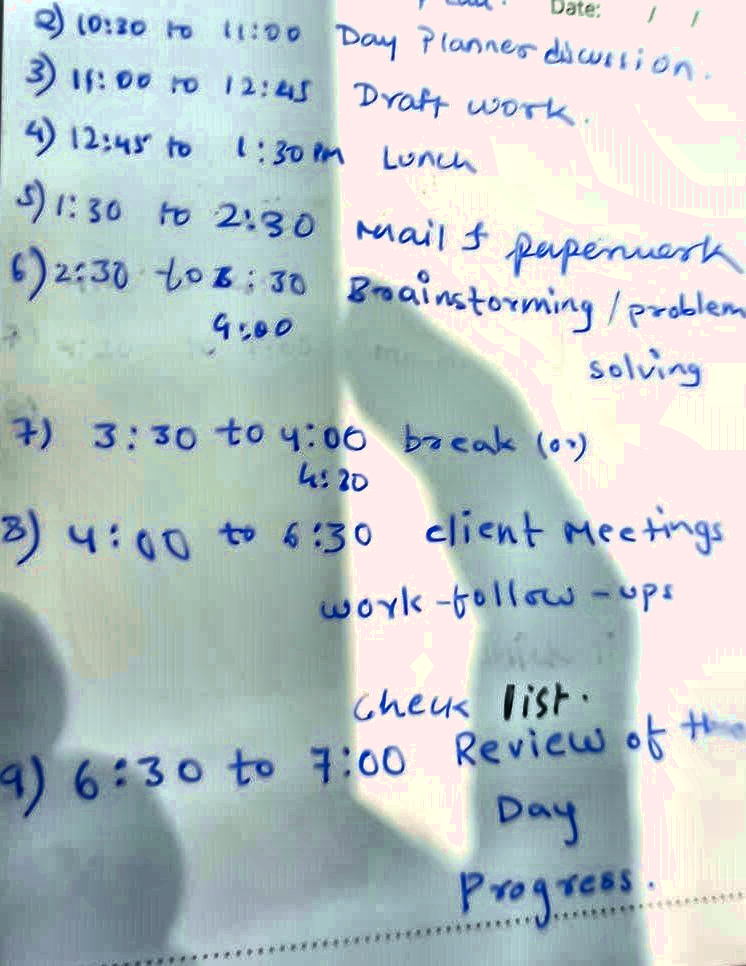 Date: / /
2) 10:30 to 11:00 Day Planner discussion.
3) 11:00 to 12:45 Draft work.
4) 12:45 to 1:30 PM Lunch
5) 1:30 to 2:30 Mail & paperwork
6) 2:30 to 3:30 Brainstorming / problem
4:00
solving
7) 3:30 to 4:00 break (or)
4:30
8) 4:00 to 6:30 client Meetings
work-follow-ups
check list.
9) 6:30 to 7:00 Review of the
Day
Progress.